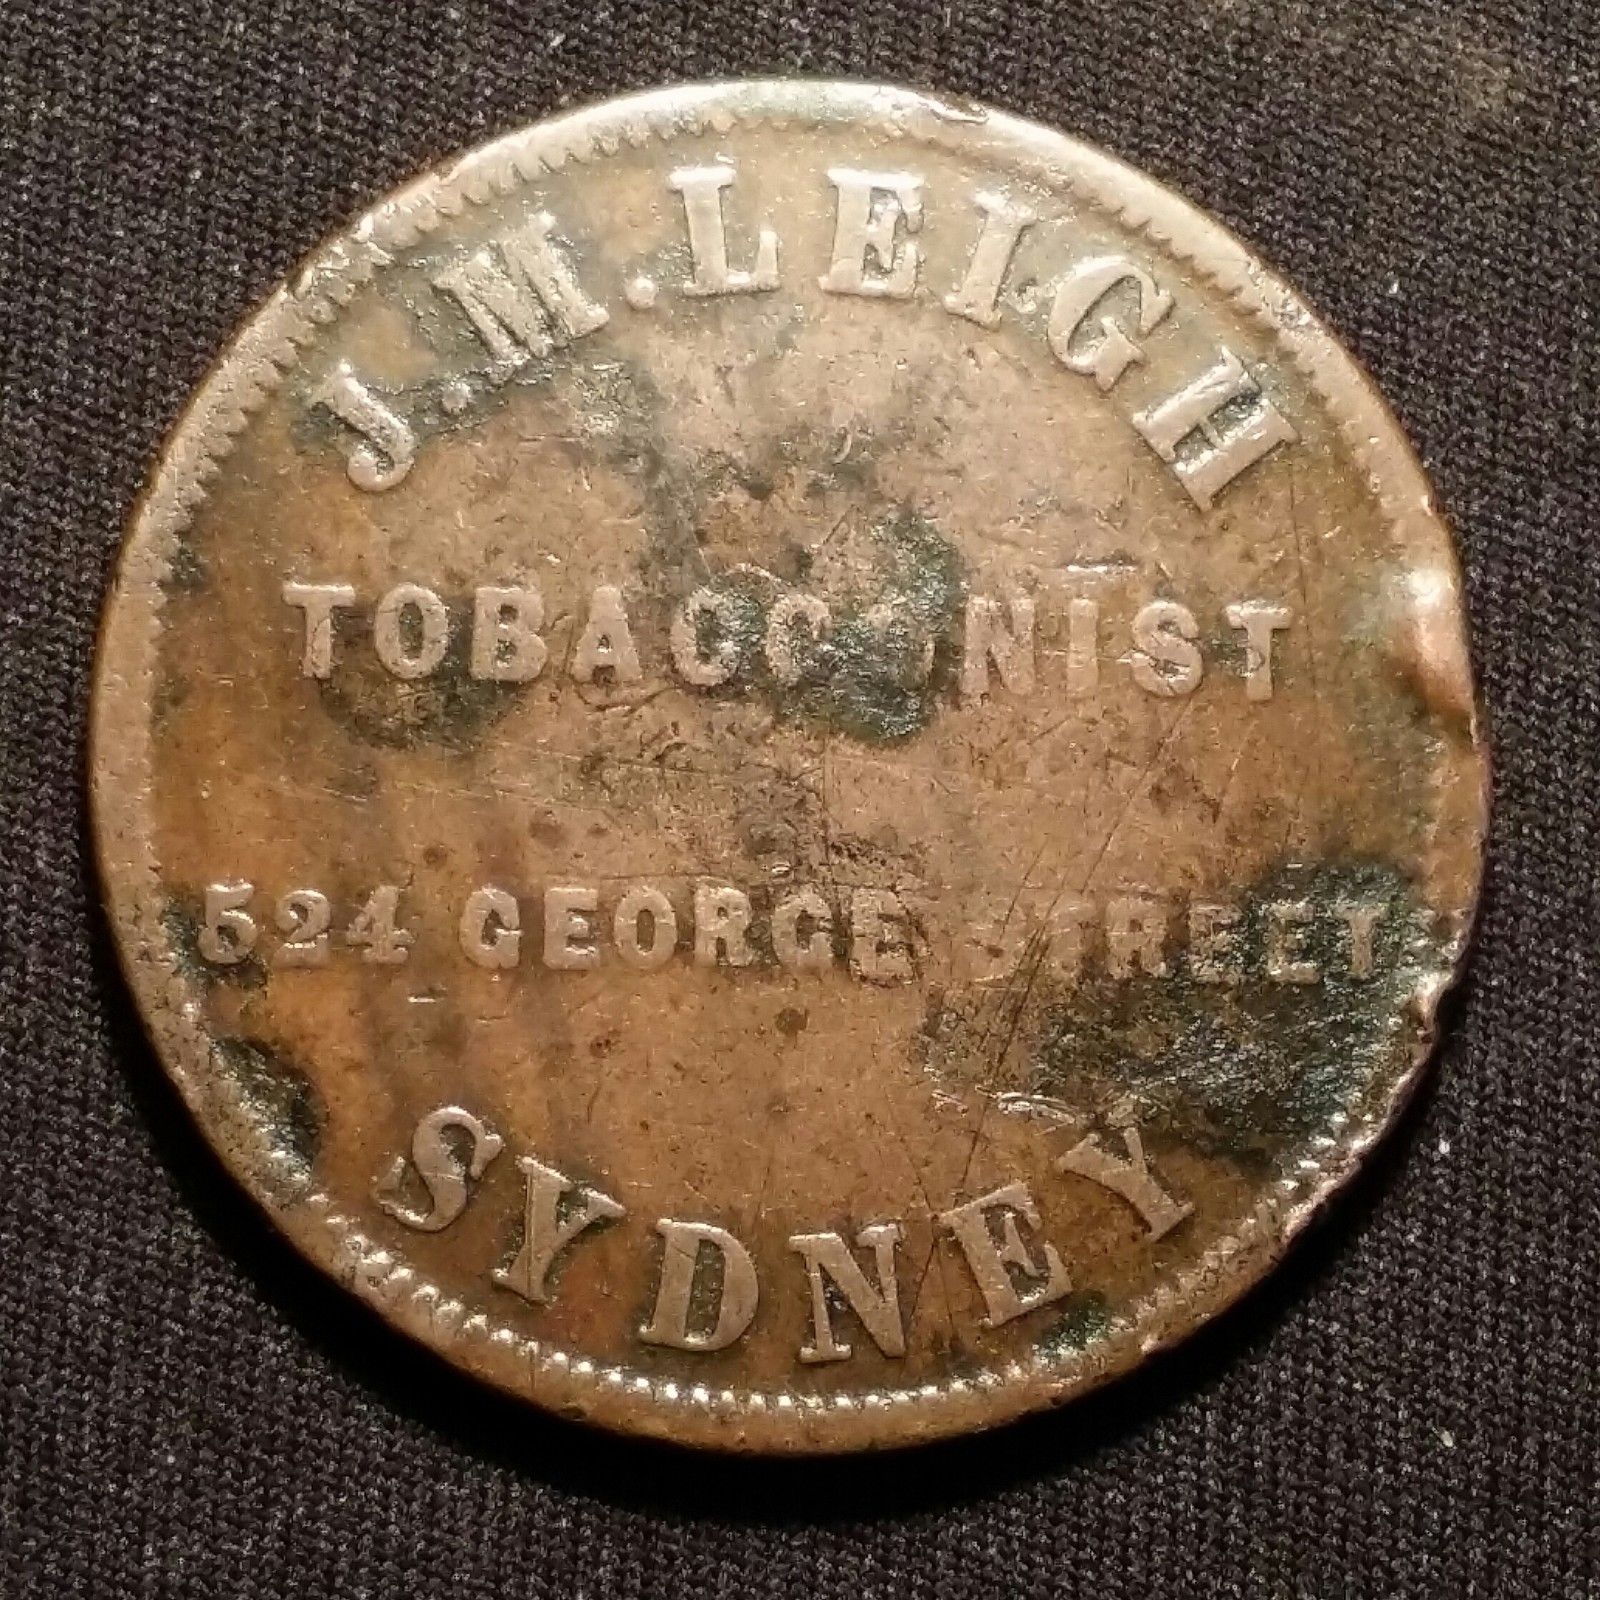 J.M.LEIGH
TOBACCONIST
524 GEORGE STREET
SYDNEY